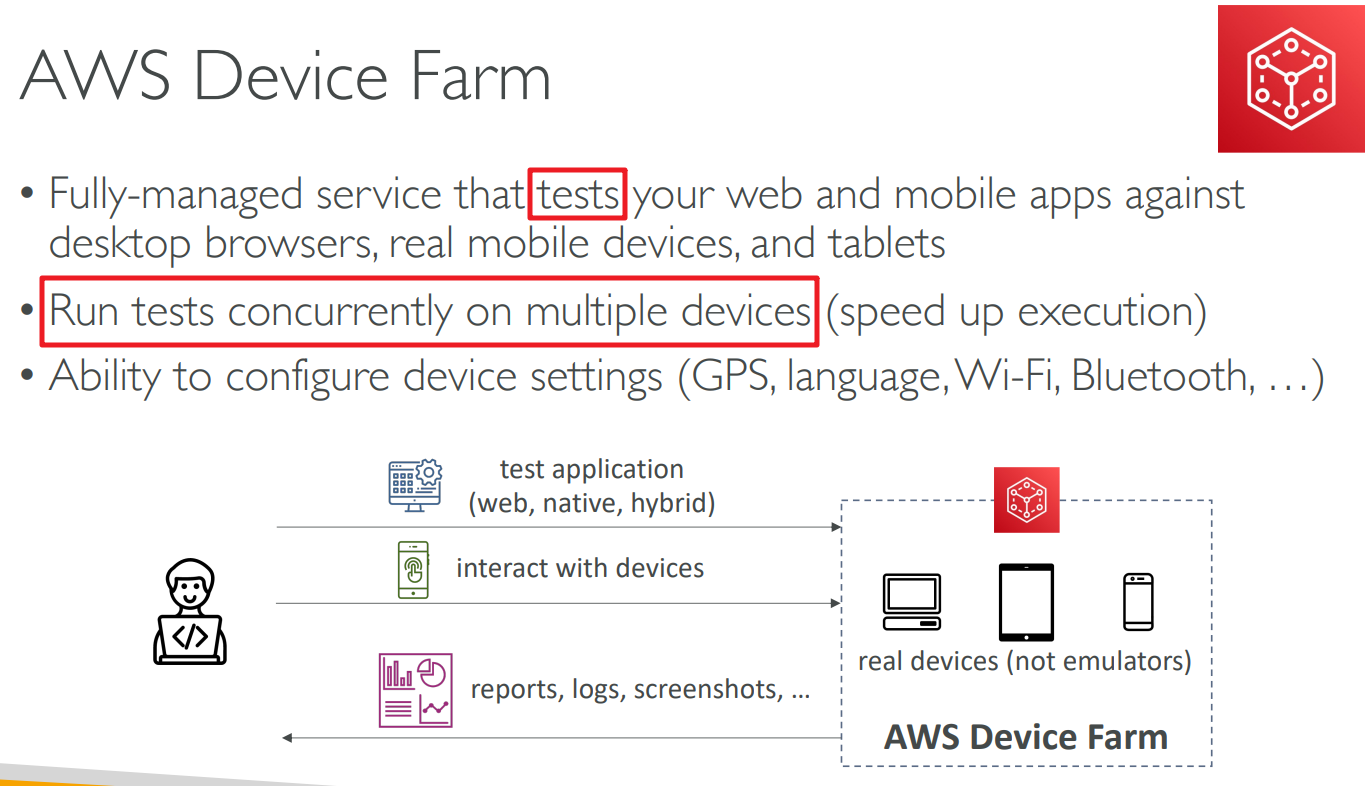 AWS Device Farm
• Fully-managed service that tests your web and mobile apps against
desktop browsers, real mobile devices, and tablets
• Run tests concurrently on multiple devices (speed up execution)
• Ability to configure device settings (GPS, language, Wi-Fi, Bluetooth, …)
test application
(web, native, hybrid)
interact with devices
reports, logs, screenshots, ...
real devices (not emulators)
AWS Device Farm